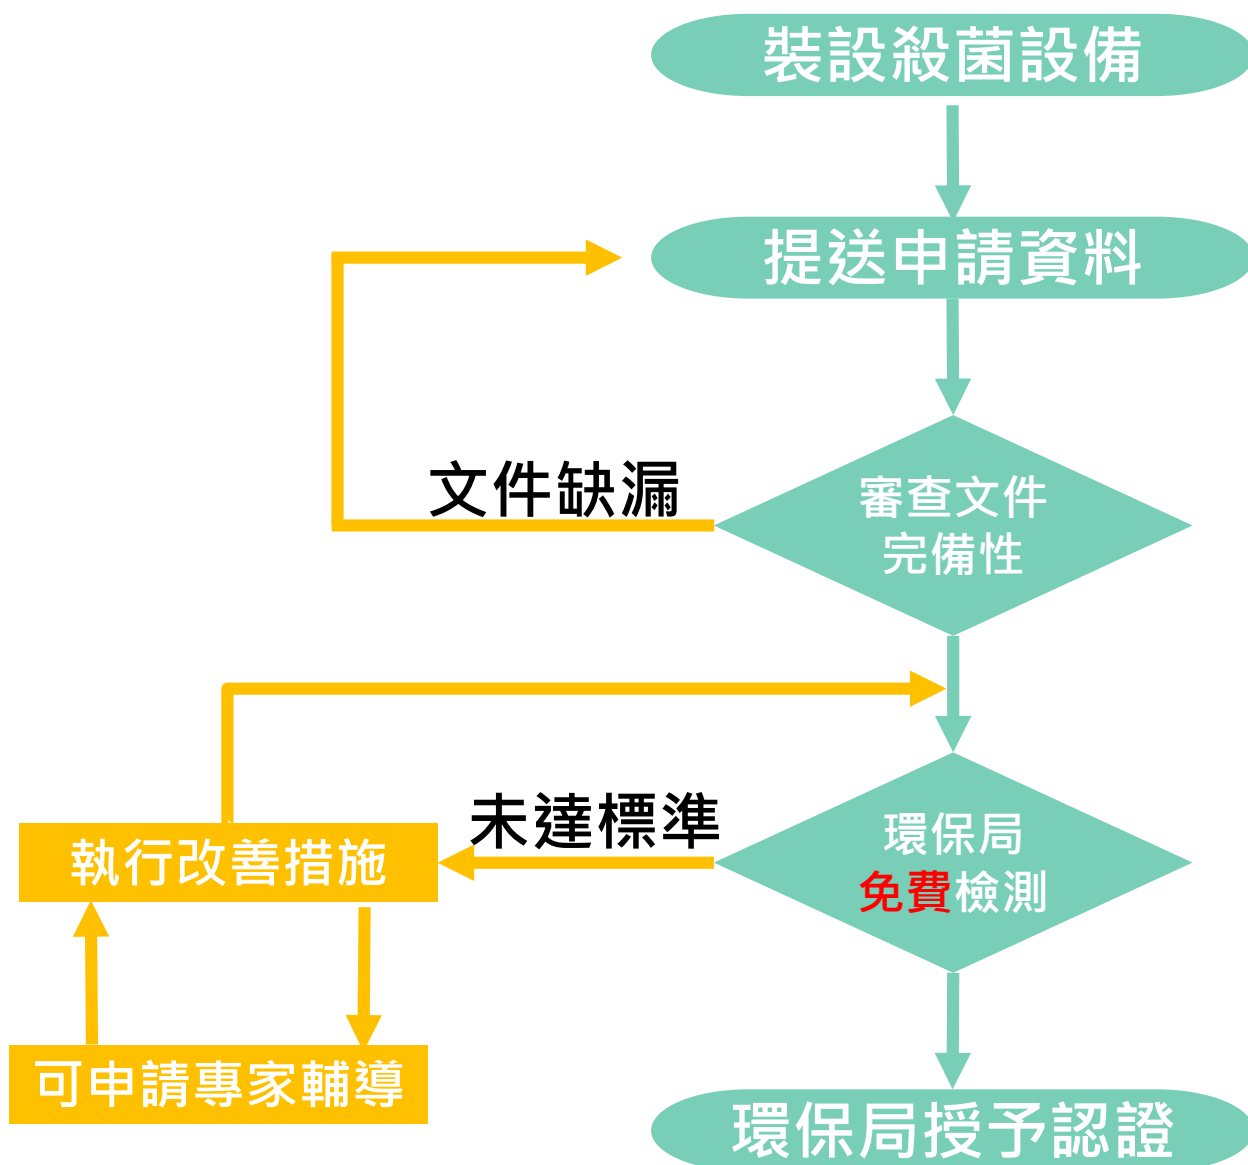 裝設殺菌設備
提送申請資料
文件缺漏
審查文件
完備性
未達標準
環保局
免費檢測
執行改善措施
可申請專家輔導
環保局授予認證